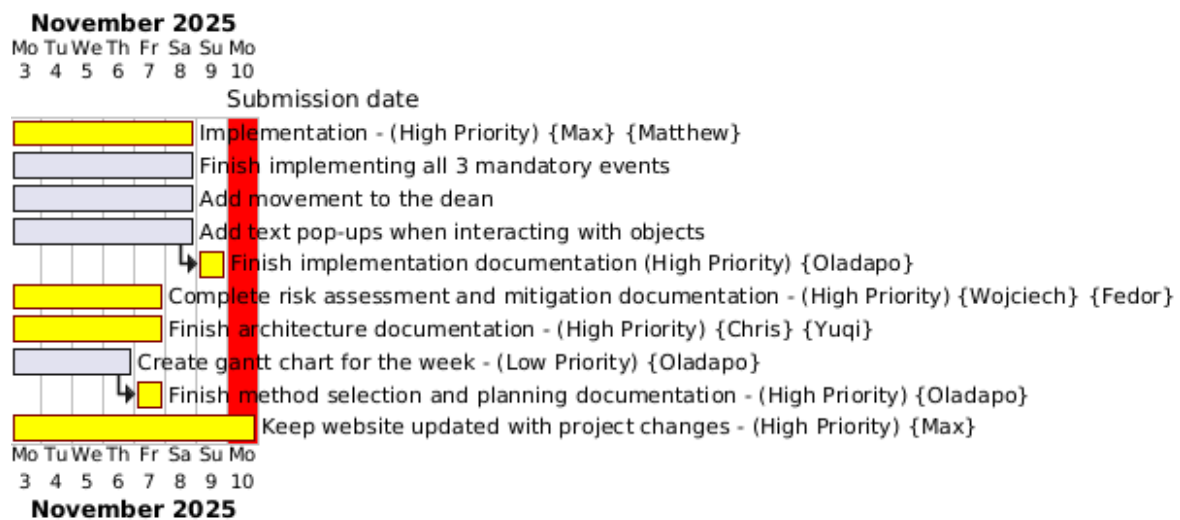 November 2025
Mo Tu We Th Fr Sa Su Mo
3 4 5 6 7 8 9 10
Submission date
Implementation - (High Priority) {Max} {Matthew}
Finish implementing all 3 mandatory events
Add movement to the dean
Add text pop-ups when interacting with objects
Finish implementation documentation (High Priority) {Oladapo}
Complete risk assessment and mitigation documentation - (High Priority) {Wojciech} {Fedor}
Finish architecture documentation - (High Priority) {Chris} {Yuqi}
Create gantt chart for the week - (Low Priority) {Oladapo}
Finish method selection and planning documentation - (High Priority) {Oladapo}
Keep website updated with project changes - (High Priority) {Max}
Mo Tu We Th Fr Sa Su Mo
3 4 5 6 7 8 9 10
November 2025